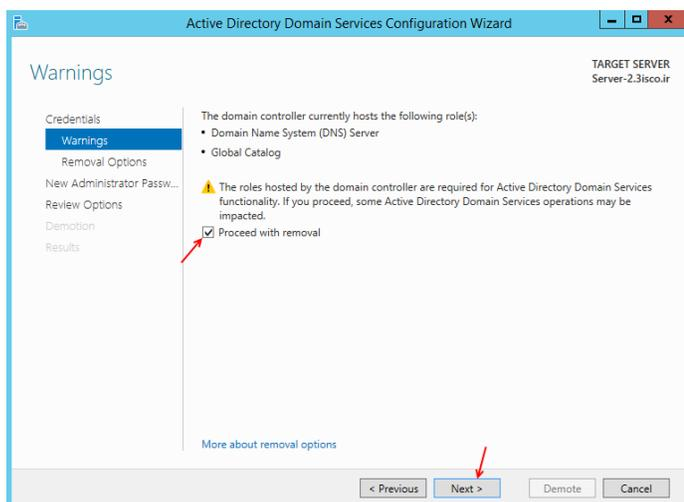 Active Directory Domain Services Configuration Wizard
Warnings
TARGET SERVER
Server-2.3isco.ir
Credentials
Warnings
Removal Options
New Administrator Passw...
Review Options
Demotion
Results
The domain controller currently hosts the following role(s):
• Domain Name System (DNS) Server
• Global Catalog
The roles hosted by the domain controller are required for Active Directory Domain Services
functionality. If you proceed, some Active Directory Domain Services operations may be
impacted.
Proceed with removal
More about removal options
< Previous
Next >
Demote
Cancel